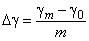 Δγ = (γₘ − γ₀) / m